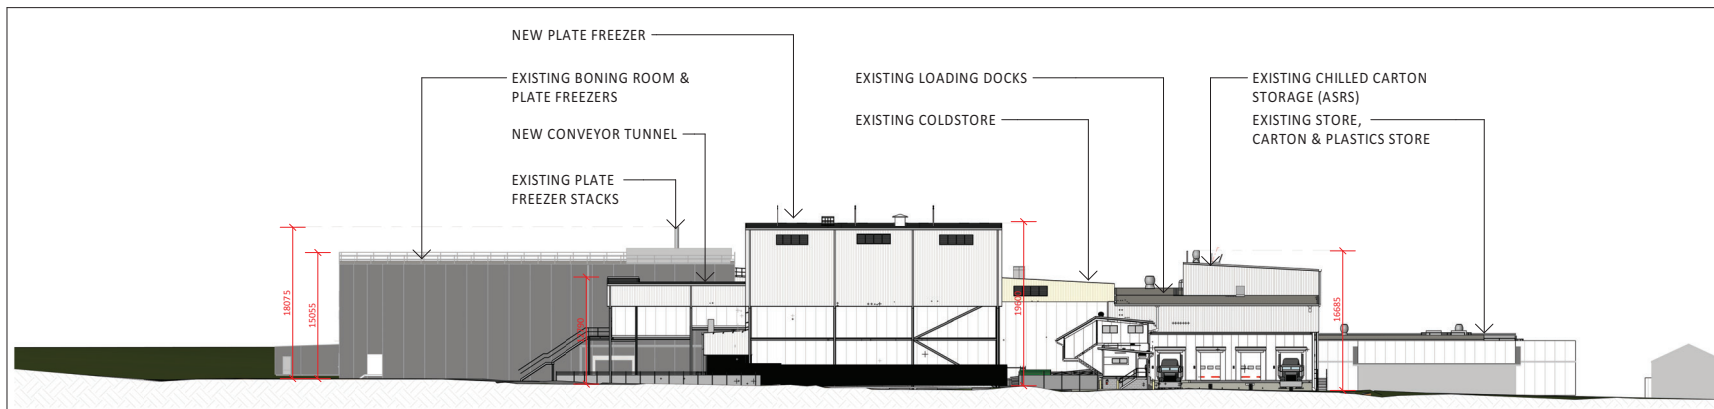 NEW PLATE FREEZER
EXISTING BONING ROOM &
PLATE FREEZERS
NEW CONVEYOR TUNNEL
EXISTING PLATE
FREEZER STACKS
EXISTING LOADING DOCKS
EXISTING COLDSTORE
EXISTING CHILLED CARTON
STORAGE (ASRS)
EXISTING STORE,
CARTON & PLASTICS STORE
18075
15055
16685